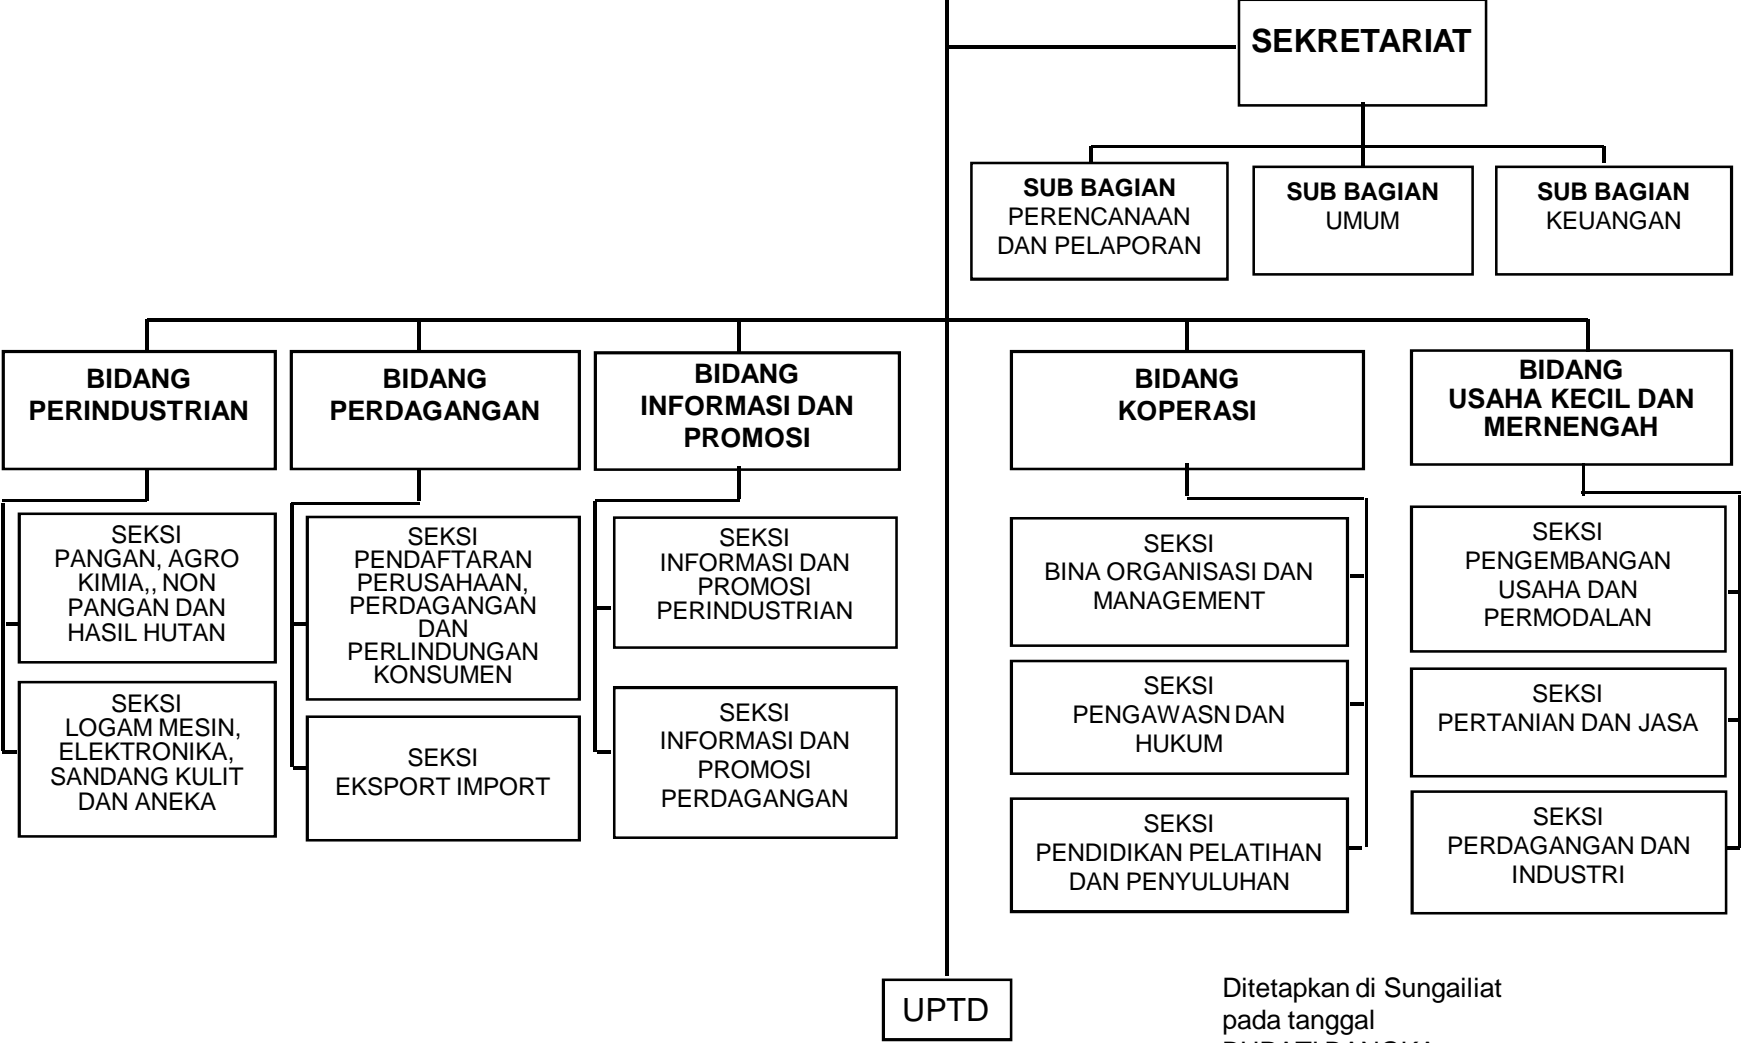 SEKRETARIAT
SUB BAGIAN
PERENCANAAN
DAN PELAPORAN
SUB BAGIAN
UMUM
SUB BAGIAN
KEUANGAN
BIDANG
PERINDUSTRIAN
BIDANG
PERDAGANGAN
BIDANG
INFORMASI DAN
PROMOSI
BIDANG
KOPERASI
BIDANG
USAHA KECIL DAN
MERNENGAH
SEKSI
PANGAN, AGRO
KIMIA,, NON
PANGAN DAN
HASIL HUTAN
SEKSI
PENDAFTARAN
PERUSAHAAN,
PERDAGANGAN
DAN
PERLINDUNGAN
KONSUMEN
SEKSI
INFORMASI DAN
PROMOSI
PERINDUSTRIAN
SEKSI
BINA ORGANISASI DAN
MANAGEMENT
SEKSI
PENGEMBANGAN
USAHA DAN
PERMODALAN
SEKSI
LOGAM MESIN,
ELEKTRONIKA,
SANDANG KULIT
DAN ANEKA
SEKSI
EKSPORT IMPORT
SEKSI
INFORMASI DAN
PROMOSI
PERDAGANGAN
SEKSI
PENGAWASN DAN
HUKUM
SEKSI
PERTANIAN DAN JASA
SEKSI
PENDIDIKAN PELATIHAN
DAN PENYULUHAN
SEKSI
PERDAGANGAN DAN
INDUSTRI
UPTD
Ditetapkan di Sungailiat
pada tanggal